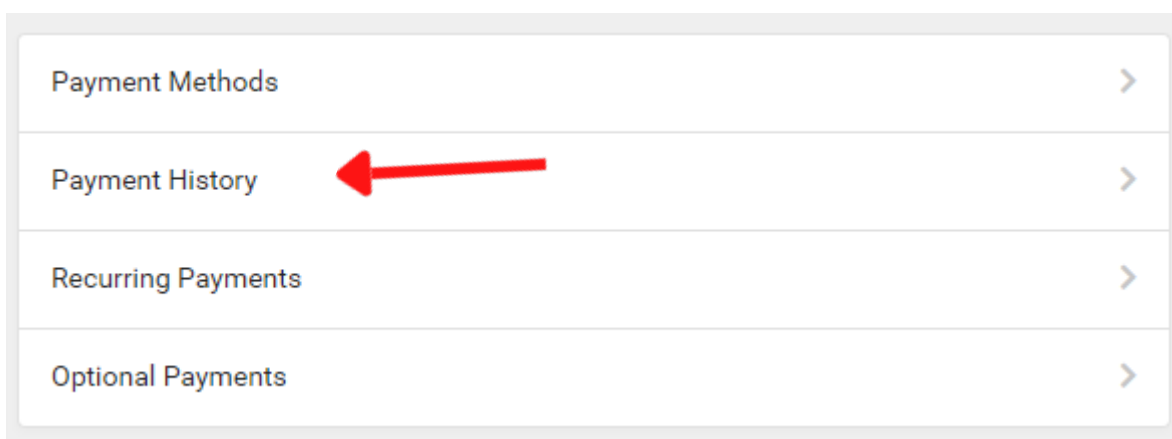 Payment Methods
Payment History
Recurring Payments
Optional Payments